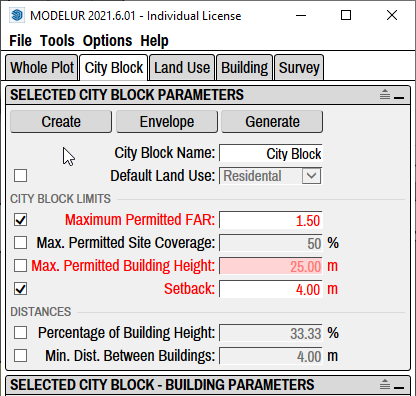 MODELUR 2021.6.01 - Individual License
File Tools Options Help
Whole Plot City Block Land Use Building Survey
SELECTED CITY BLOCK PARAMETERS
Create Envelope Generate
City Block Name: City Block
Default Land Use: Residential
CITY BLOCK LIMITS
Maximum Permitted FAR: 1.50
Max. Permitted Site Coverage: 50 %
Max. Permitted Building Height: 25.00 m
Setback: 4.00 m
DISTANCES
Percentage of Building Height: 33.33 %
Min. Dist. Between Buildings: 4.00 m
SELECTED CITY BLOCK - BUILDING PARAMETERS